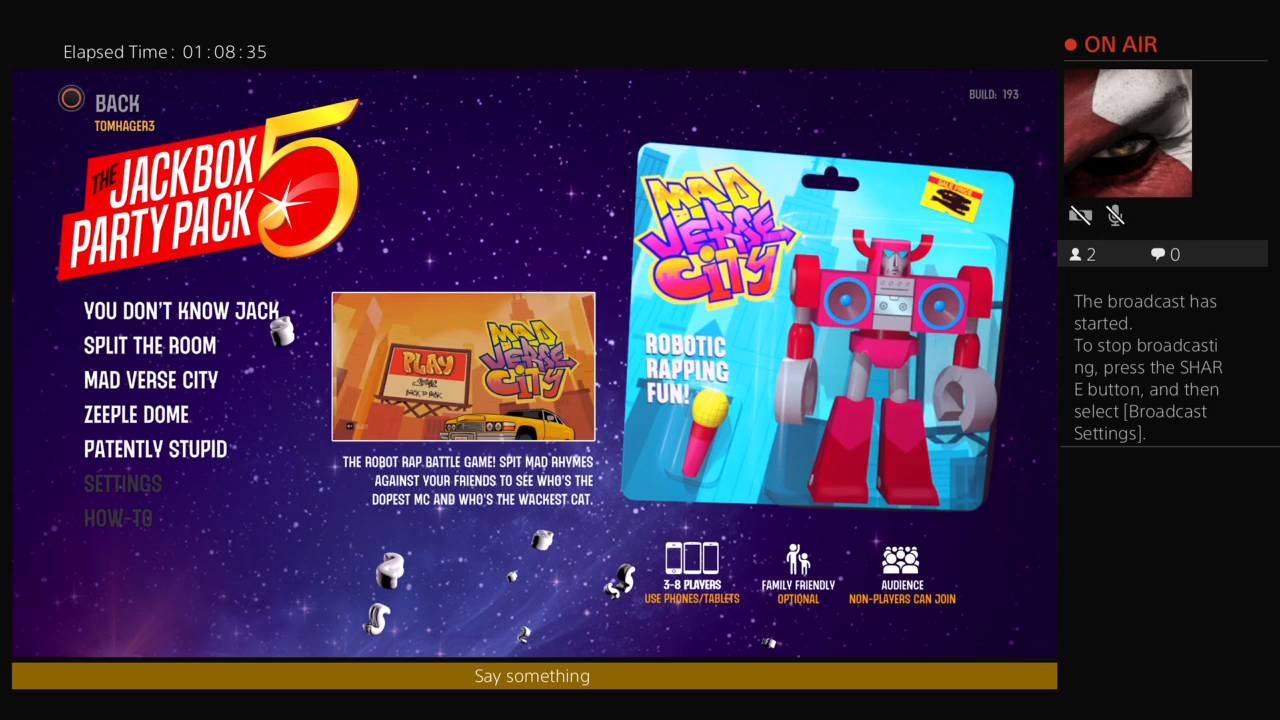 Elapsed Time: 01:08:35
ON AIR
BACK
TOMHAGER3
BUILD: 193
THE
JACKBOX
PARTY PACK
5
YOU DON'T KNOW JACK
SPLIT THE ROOM
MAD VERSE CITY
ZEEPLE DOME
PATENTLY STUPID
SETTINGS
HOW-TO
PLAY
MAD
VERSE
CITY
THE ROBOT RAP BATTLE GAME! SPIT MAD RHYMES
AGAINST YOUR FRIENDS TO SEE WHO'S THE
DOPEST MC AND WHO'S THE WACKEST CAT.
MAD
VERSE
CITY
SALE PRICE
ROBOTIC
RAPPING
FUN!
3-8 PLAYERS
USE PHONES/TABLETS
FAMILY FRIENDLY
OPTIONAL
AUDIENCE
NON-PLAYERS CAN JOIN
2
0
The broadcast has
started.
To stop broadcasti
ng, press the SHAR
E button, and then
select [Broadcast
Settings].
Say something